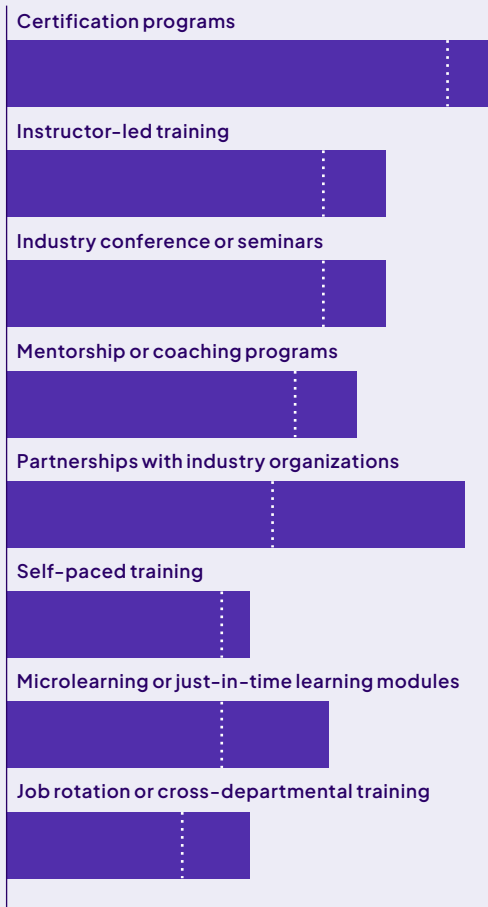 Certification programs
Instructor-led training
Industry conference or seminars
Mentorship or coaching programs
Partnerships with industry organizations
Self-paced training
Microlearning or just-in-time learning modules
Job rotation or cross-departmental training